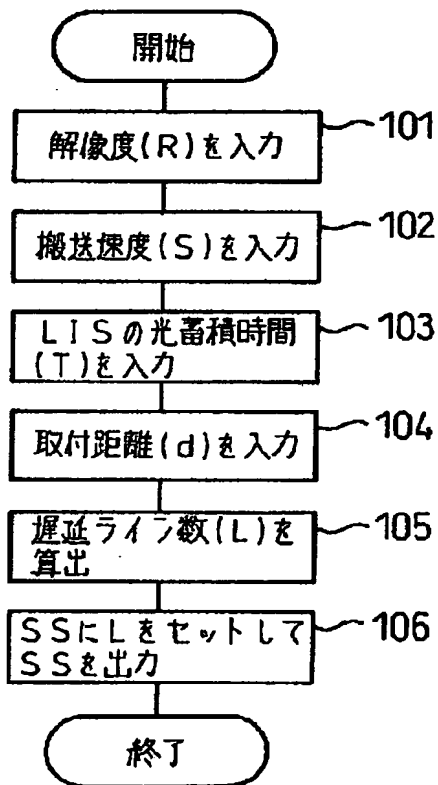 開始
解像度(R)を入力
101
搬送速度(S)を入力
102
LISの光蓄積時間
(T)を入力
103
取付距離(d)を入力
104
遅延ライン数(L)を
算出
105
SSにLをセットして
SSを出力
106
終了